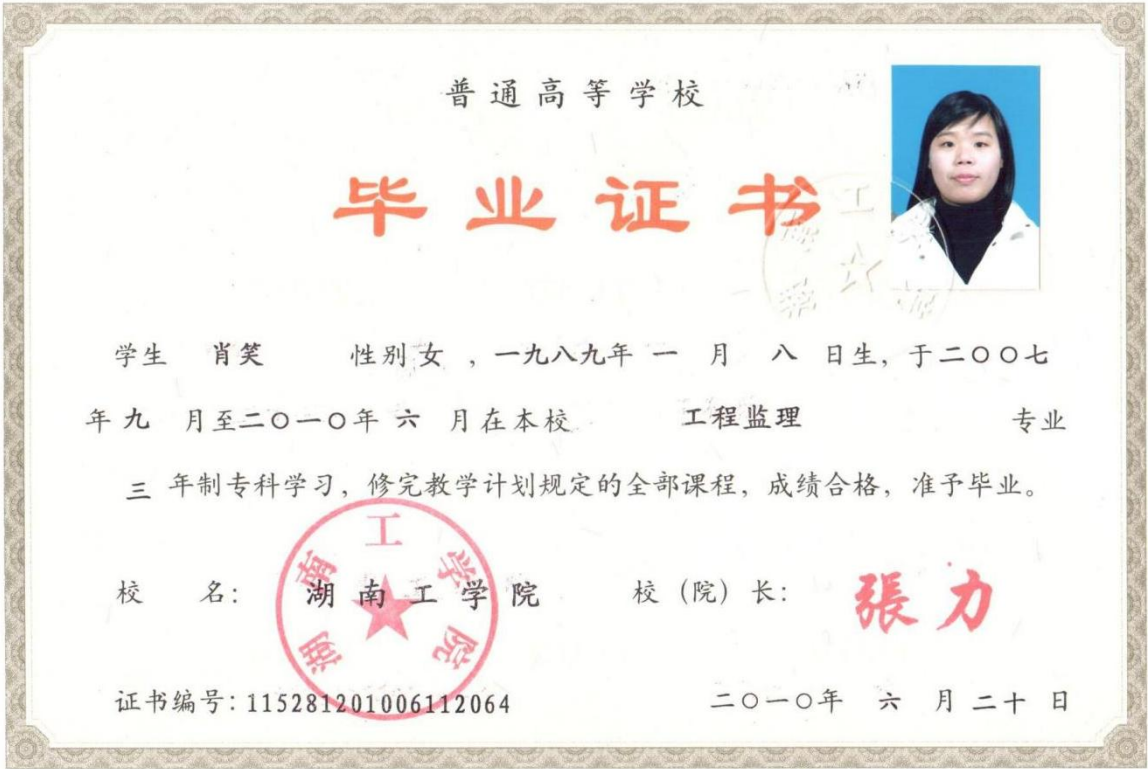 普通高等学校
毕业证书
学生 肖笑 性别 女 ，一九八九年 一 月 八 日生，于二〇〇七
年 九 月至二〇一〇年 六 月在本校 工程监理 专业
三 年制专科学习，修完教学计划规定的全部课程，成绩合格，准予毕业。
校 名： 湖南工学院 校（院）长： 張力
湖南工学院
证书编号：115281201006112064 二〇一〇年 六 月 二十 日